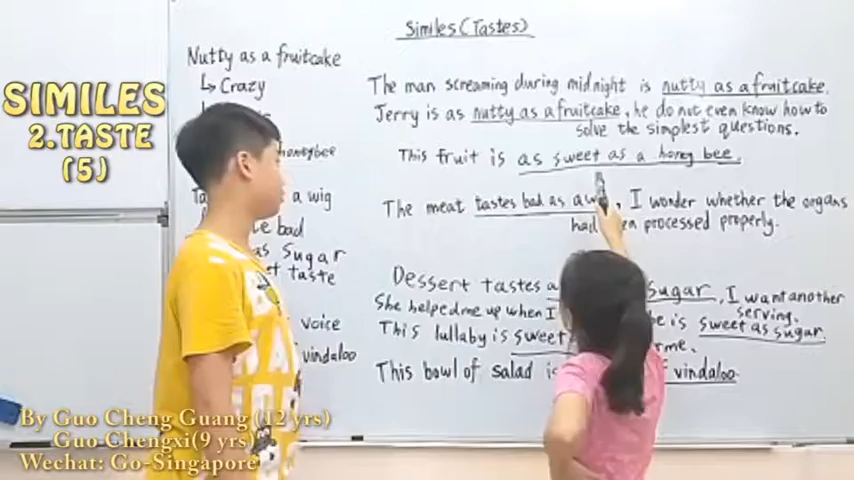 Similes (Tastes)
SIMILES
2.TASTE
(5)
Nutty as a fruitcake
Crazy
honeybee
a wig
bad
as sugar
taste
voice
vindaloo
The man screaming during midnight is nutty as a fruitcake.
Jerry is as nutty as a fruitcake, he do not even know how to
solve the simplest questions.
This fruit is as sweet as a honey bee.
The meat tastes bad as a , I wonder whether the organs
had processed properly.
Dessert tastes sugar, I want another
serving.
She helped me up when I is sweet as sugar.
This lullaby is sweet me.
This bowl of salad vindaloo.
By Guo Cheng Guang (12 yrs)
Guo Chengxi(9 yrs)
Wechat: Go-Singapore